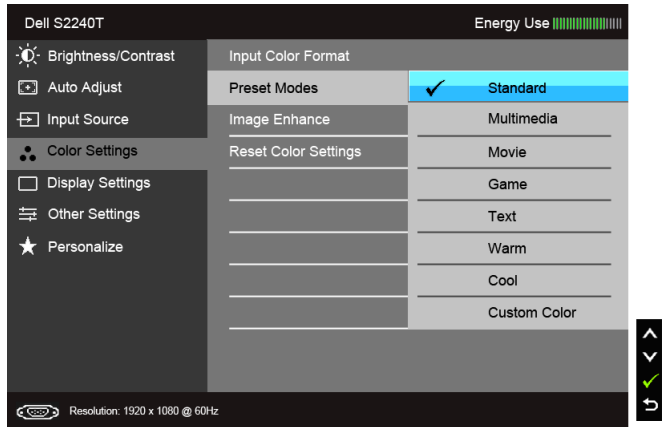 Dell S2240T
Energy Use
Brightness/Contrast
Auto Adjust
Input Source
Color Settings
Display Settings
Other Settings
Personalize
Input Color Format
Preset Modes
Image Enhance
Reset Color Settings
Standard
Multimedia
Movie
Game
Text
Warm
Cool
Custom Color
Resolution: 1920 x 1080 @ 60Hz